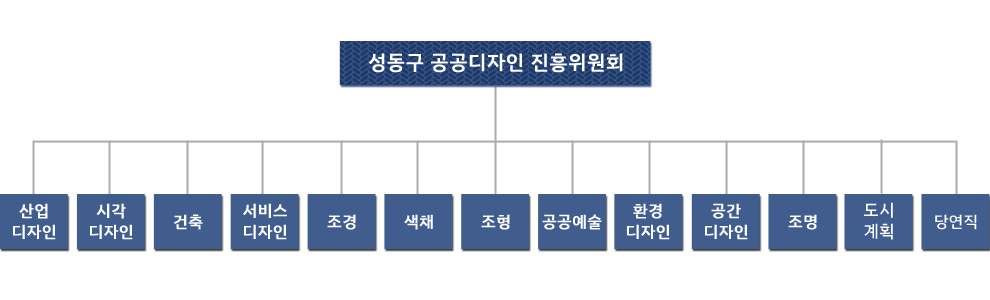 성동구 공공디자인 진흥위원회
산업
디자인
시각
디자인
건축
서비스
디자인
조경
색채
조형
공공예술
환경
디자인
공간
디자인
조명
도시
계획
당연직